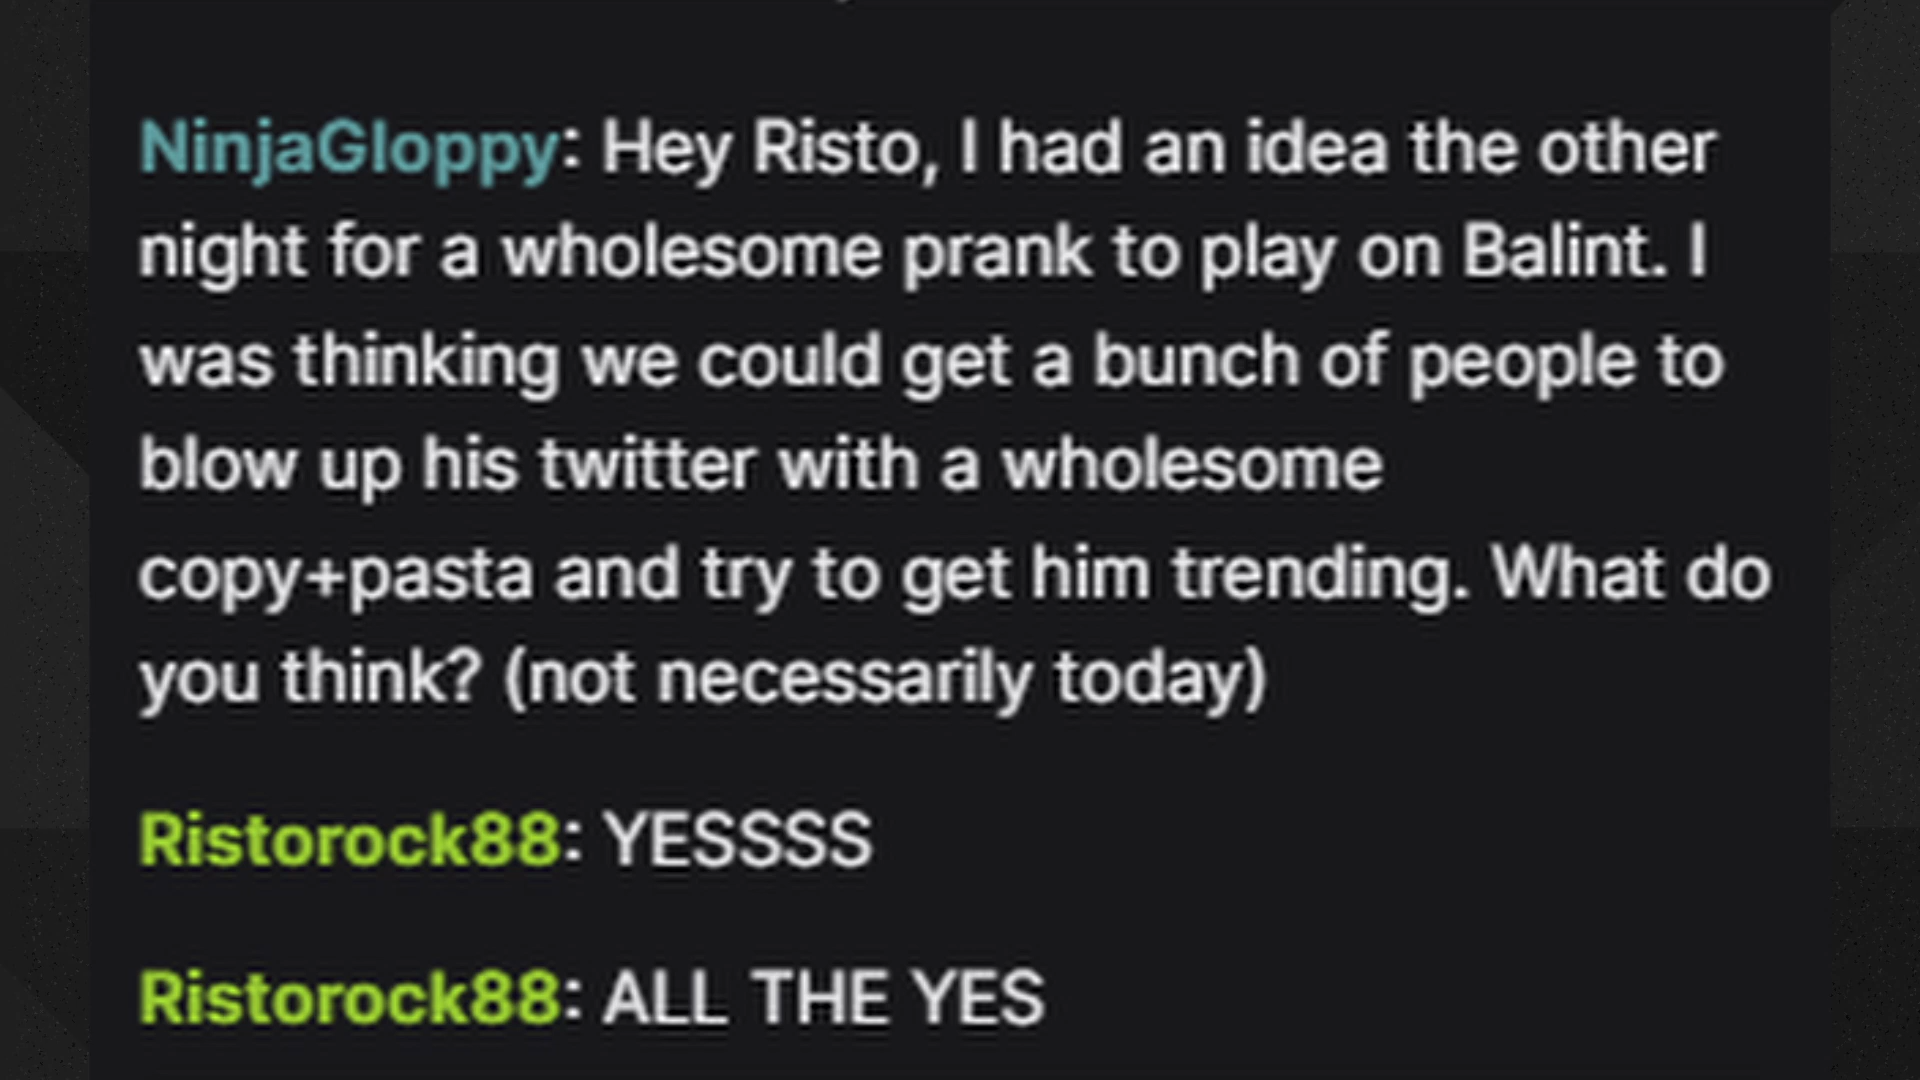 NinjaGloppy: Hey Risto, I had an idea the other
night for a wholesome prank to play on Balint. I
was thinking we could get a bunch of people to
blow up his twitter with a wholesome
copy+pasta and try to get him trending. What do
you think? (not necessarily today)
Ristorock88: YESSSS
Ristorock88: ALL THE YES